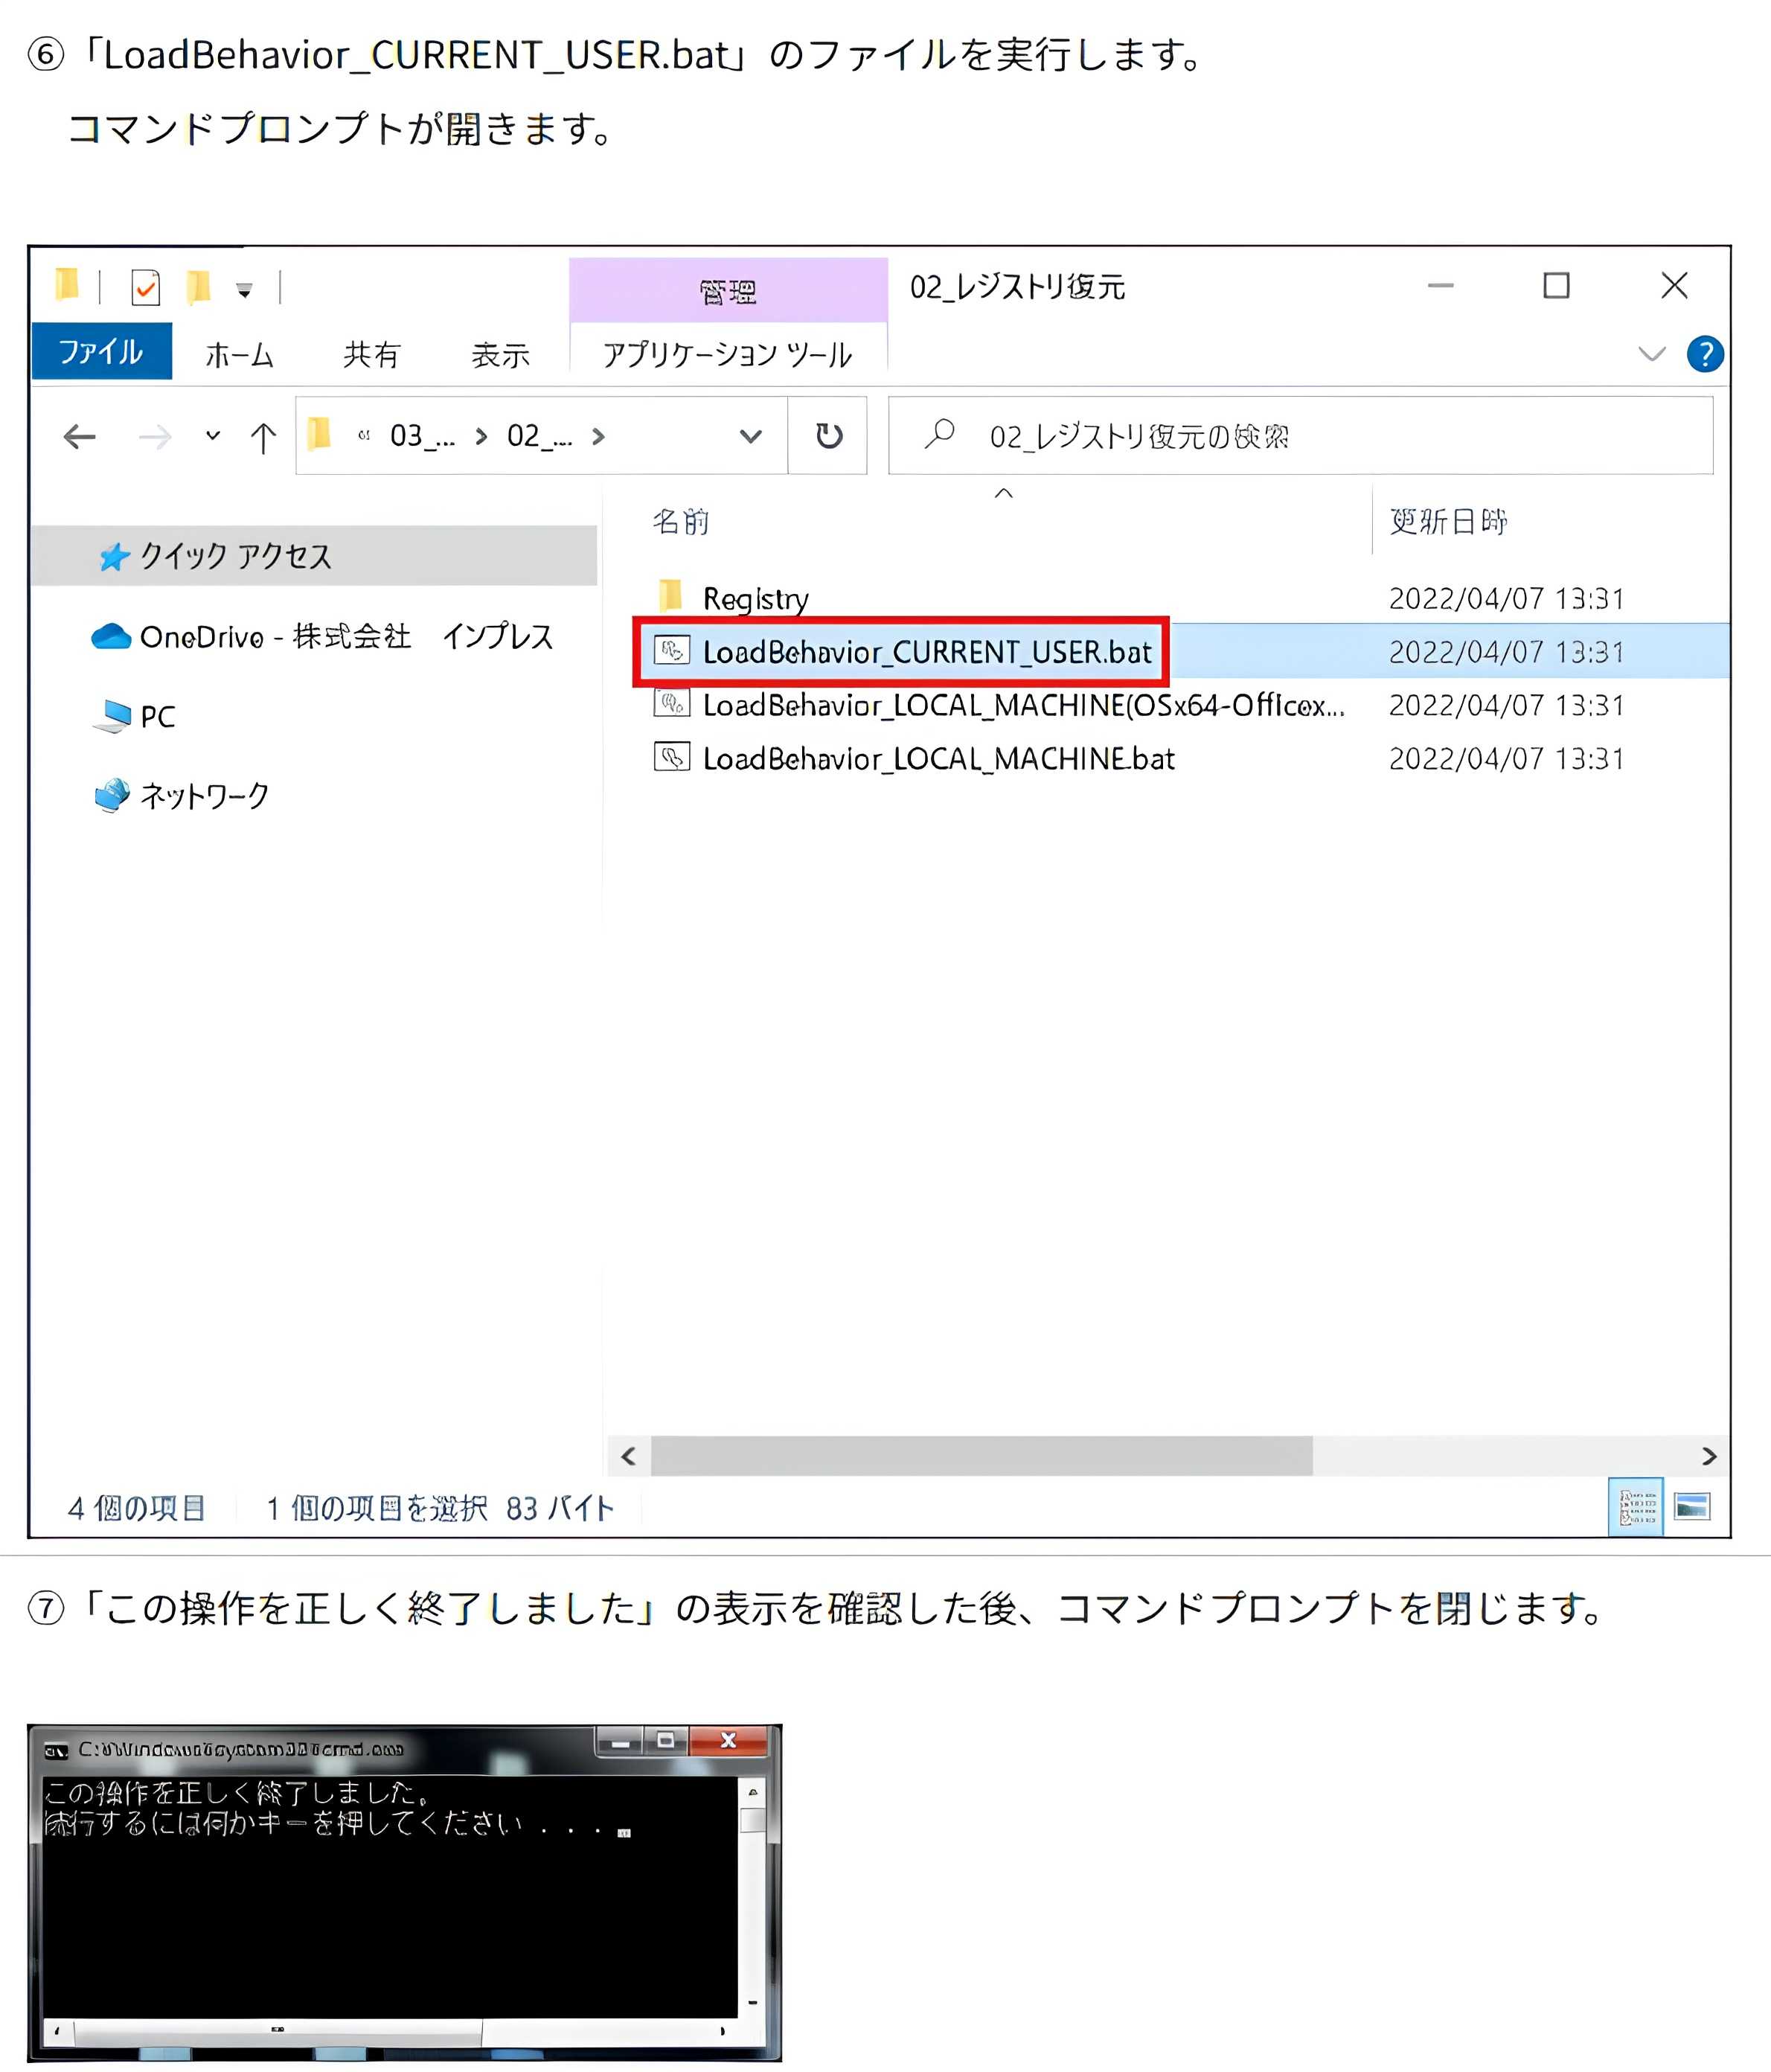 ⑥「LoadBehavior_CURRENT_USER.bat」のファイルを実行します。
コマンドプロンプトが開きます。
管理
02_レジストリ復元
ファイル
ホーム
共有
表示
アプリケーション ツール
03_... > 02_... >
02_レジストリ復元の検索
名前
更新日時
クイック アクセス
OneDrive - 株式会社　インプレス
PC
ネットワーク
Registry 2022/04/07 13:31
LoadBehavior_CURRENT_USER.bat 2022/04/07 13:31
LoadBehavior_LOCAL_MACHINE(OSx64-Officex... 2022/04/07 13:31
LoadBehavior_LOCAL_MACHINE.bat 2022/04/07 13:31
4 個の項目
1 個の項目を選択 83 バイト
⑦「この操作を正しく終了しました」の表示を確認した後、コマンドプロンプトを閉じます。
この操作を正しく終了しました。
続行するには何かキーを押してください . . .